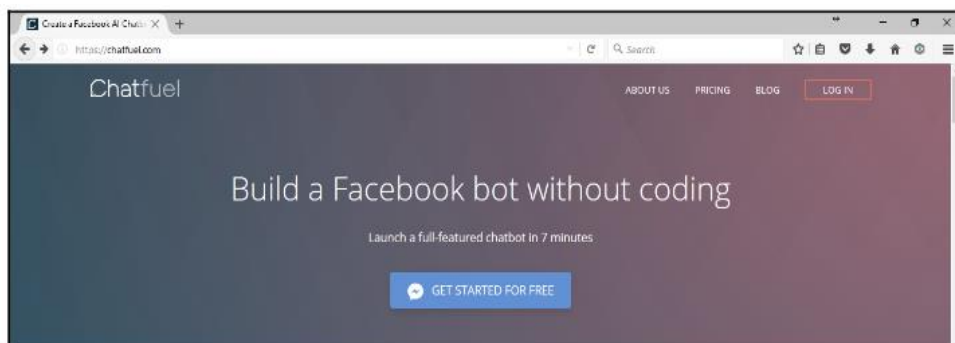 Create a Facebook AI Chatb
https://chatfuel.com
Search
Chatfuel
ABOUT US PRICING BLOG LOG IN
Build a Facebook bot without coding
Launch a full-featured chatbot in 7 minutes
GET STARTED FOR FREE